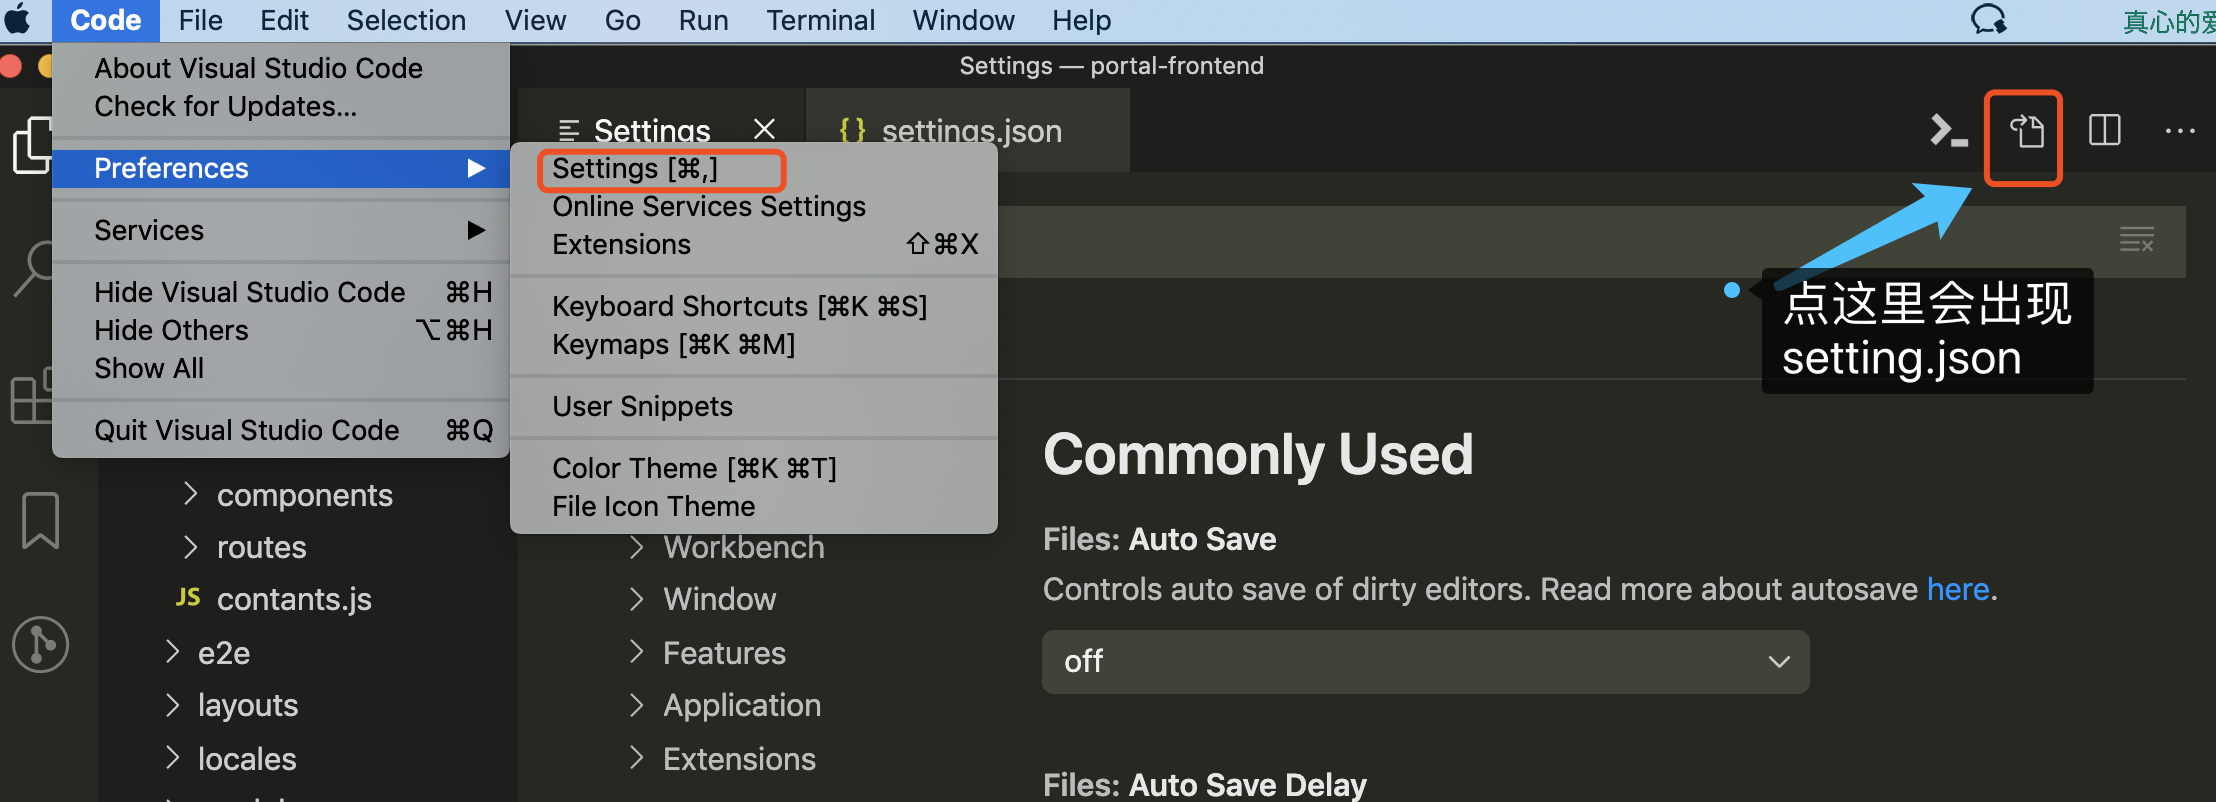 Code File Edit Selection View Go Run Terminal Window Help 真心的爱
Settings — portal-frontend
About Visual Studio Code
Check for Updates...
Preferences
Services
Hide Visual Studio Code ⌘H
Hide Others ⌥⌘H
Show All
Quit Visual Studio Code ⌘Q
Settings
{} settings.json
Settings [⌘,]
Online Services Settings
Extensions ⇧⌘X
Keyboard Shortcuts [⌘K ⌘S]
Keymaps [⌘K ⌘M]
User Snippets
Color Theme [⌘K ⌘T]
File Icon Theme
点这里会出现
setting.json
components
routes
JS contants.js
e2e
layouts
locales
Workbench
Window
Features
Application
Extensions
Commonly Used
Files: Auto Save
Controls auto save of dirty editors. Read more about autosave here.
off
Files: Auto Save Delay